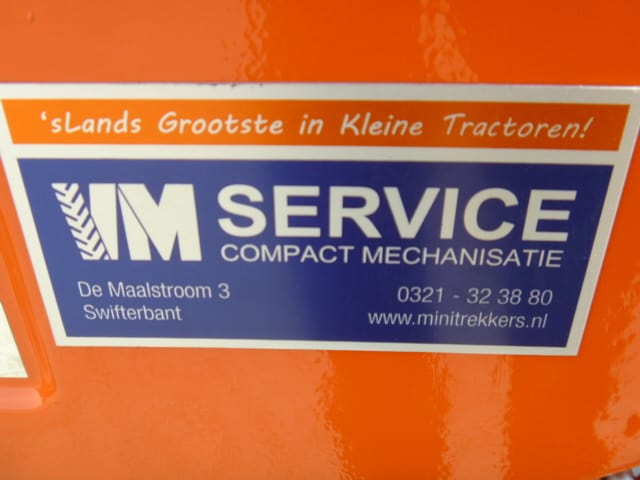 'sLands Grootste in Kleine Tractoren!
VM SERVICE
COMPACT MECHANISATIE
De Maalstroom 3
Swifterbant
0321 - 32 38 80
www.minitrekkers.nl